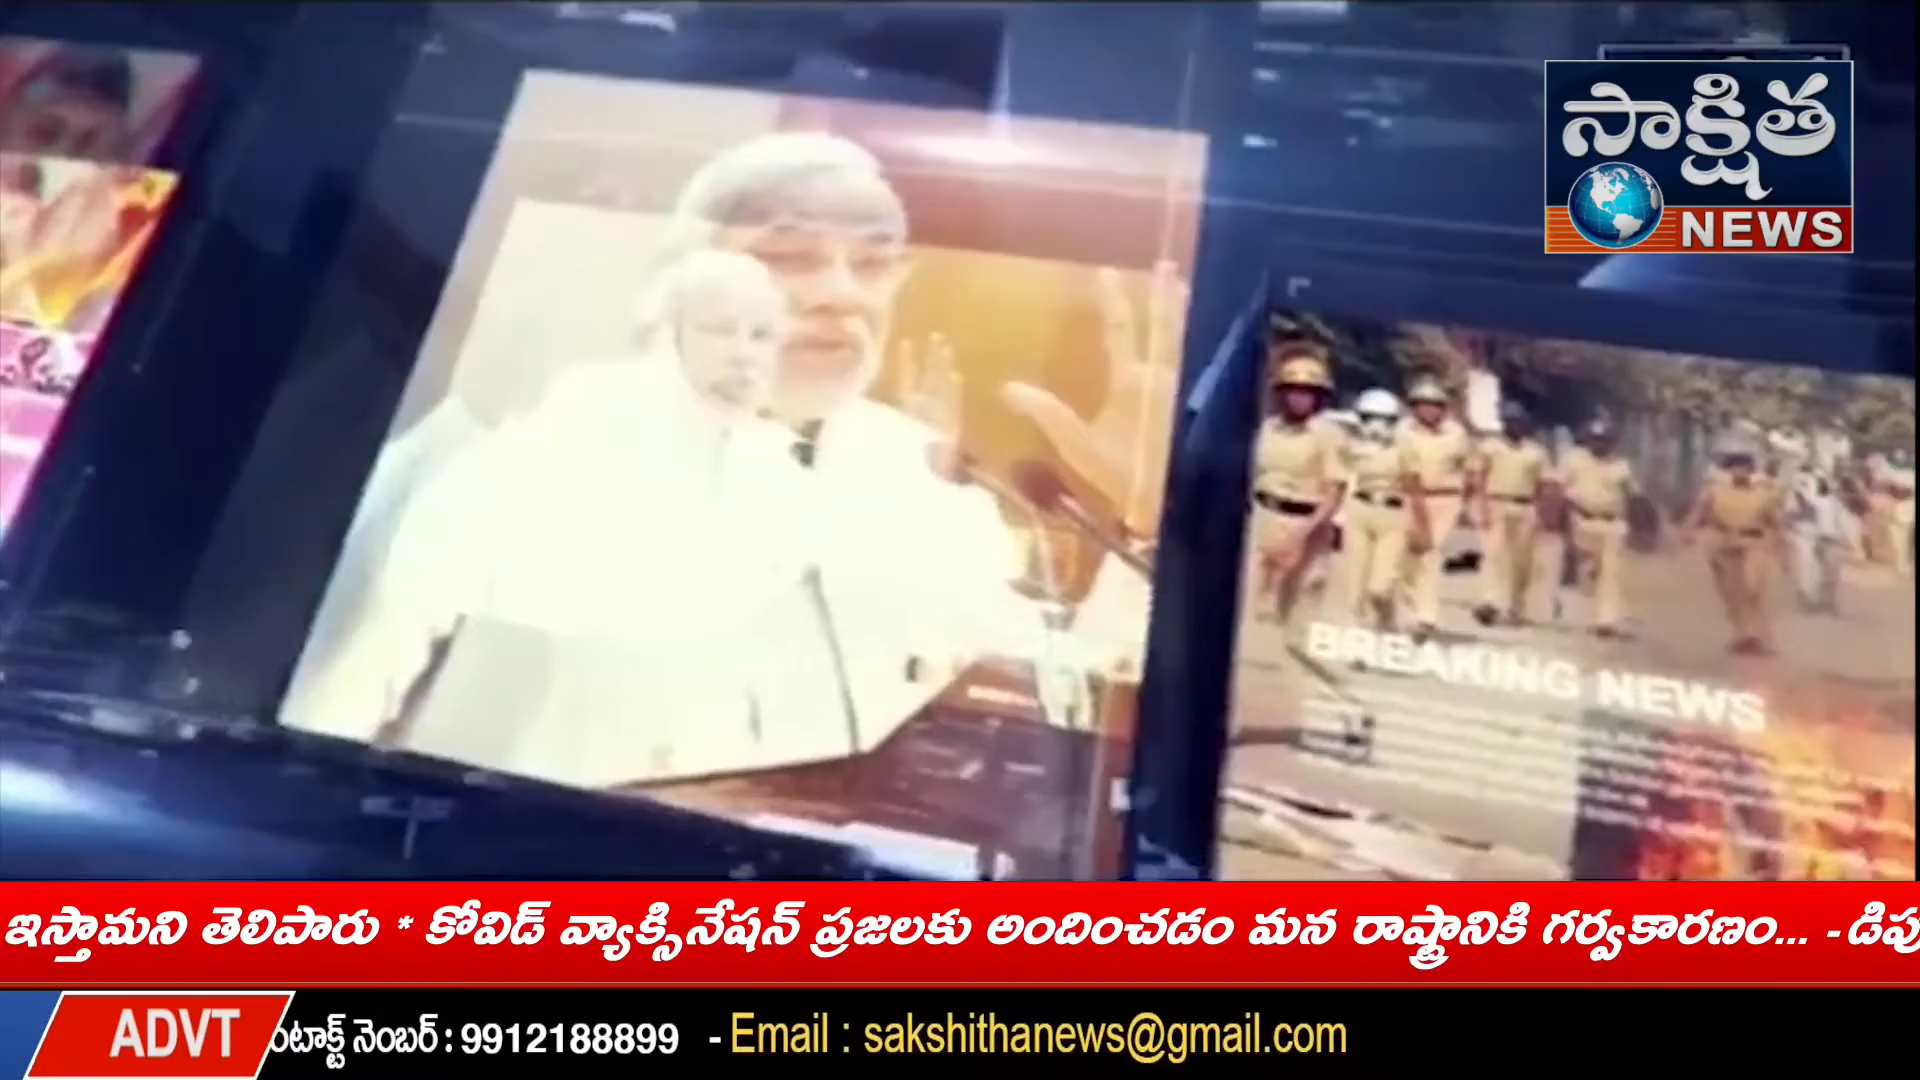 సాక్షిత
NEWS
BREAKING NEWS
ఇస్తామని తెలిపారు * కోవిడ్ వ్యాక్సినేషన్ ప్రజలకు అందించడం మన రాష్ట్రానికి గర్వకారణం... -డిపు
ADVT
ంటాక్ట్ నెంబర్ : 9912188899 - Email : sakshithanews@gmail.com